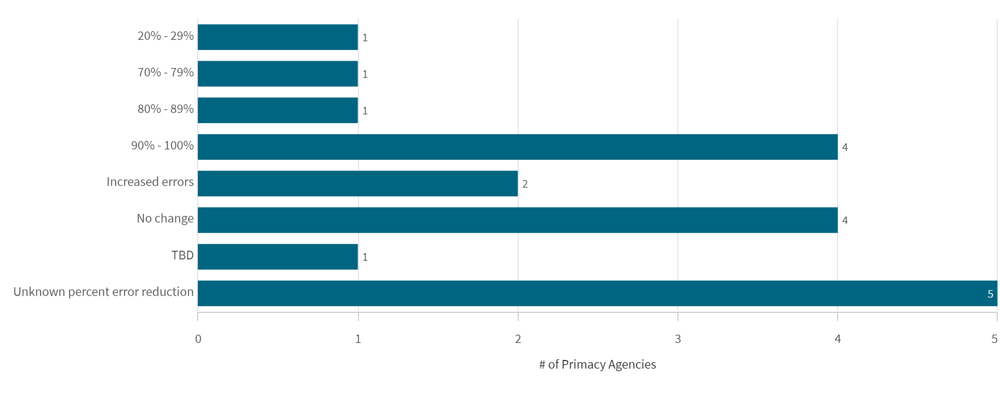 20% - 29% 1
70% - 79% 1
80% - 89% 1
90% - 100% 4
Increased errors 2
No change 4
TBD 1
Unknown percent error reduction 5
0 1 2 3 4 5
# of Primacy Agencies